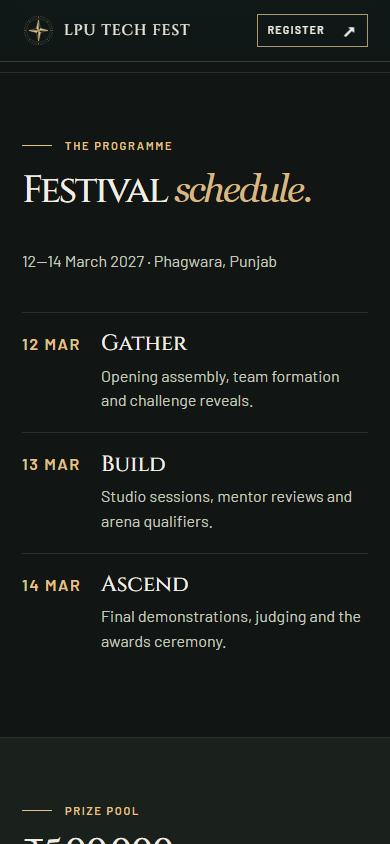 LPU TECH FEST
REGISTER ↗
THE PROGRAMME
FESTIVAL schedule.
12—14 March 2027 · Phagwara, Punjab
12 MAR
GATHER
Opening assembly, team formation
and challenge reveals.
13 MAR
BUILD
Studio sessions, mentor reviews and
arena qualifiers.
14 MAR
ASCEND
Final demonstrations, judging and the
awards ceremony.
PRIZE POOL